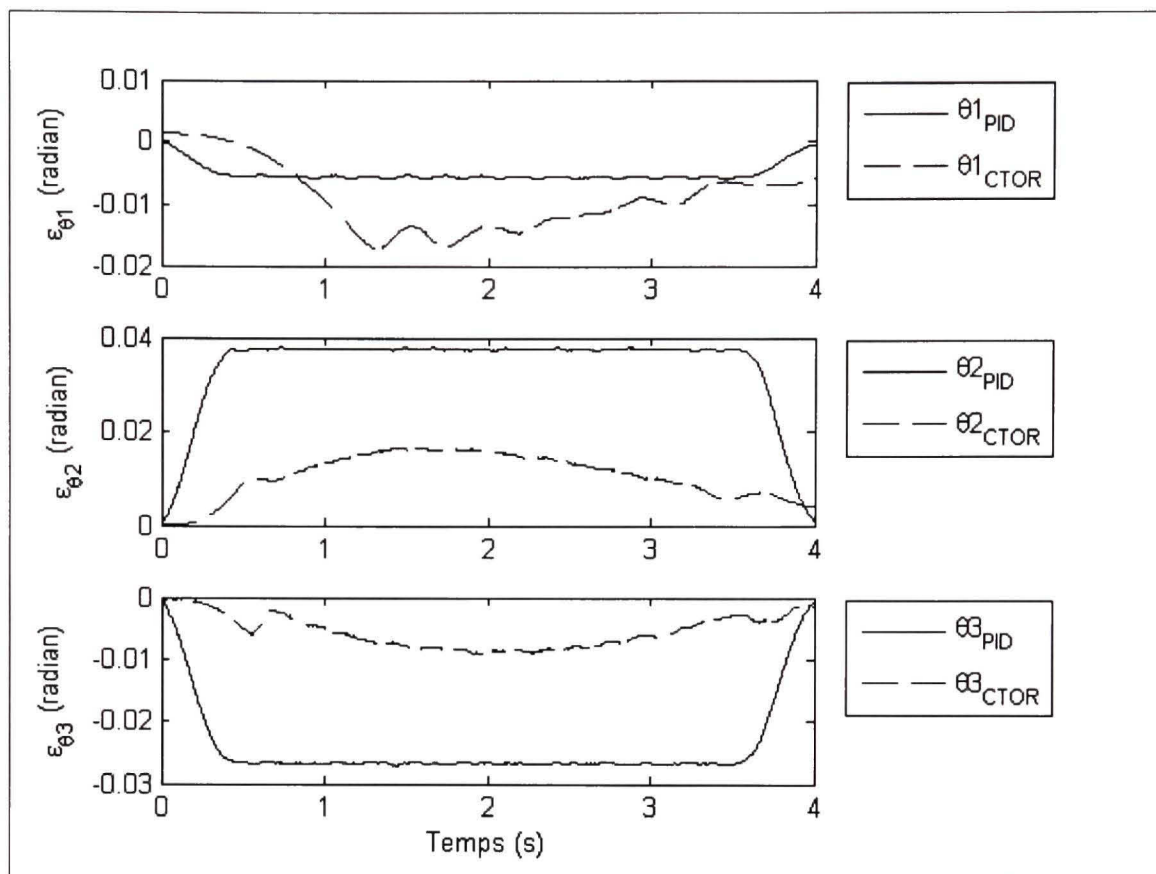 0.01
0
-0.01
-0.02
ε_θ1 (radian)
0 1 2 3 4
θ1_PID
θ1_CTOR
0.04
0.02
0
ε_θ2 (radian)
0 1 2 3 4
θ2_PID
θ2_CTOR
0
-0.01
-0.02
-0.03
ε_θ3 (radian)
0 1 2 3 4
Temps (s)
θ3_PID
θ3_CTOR